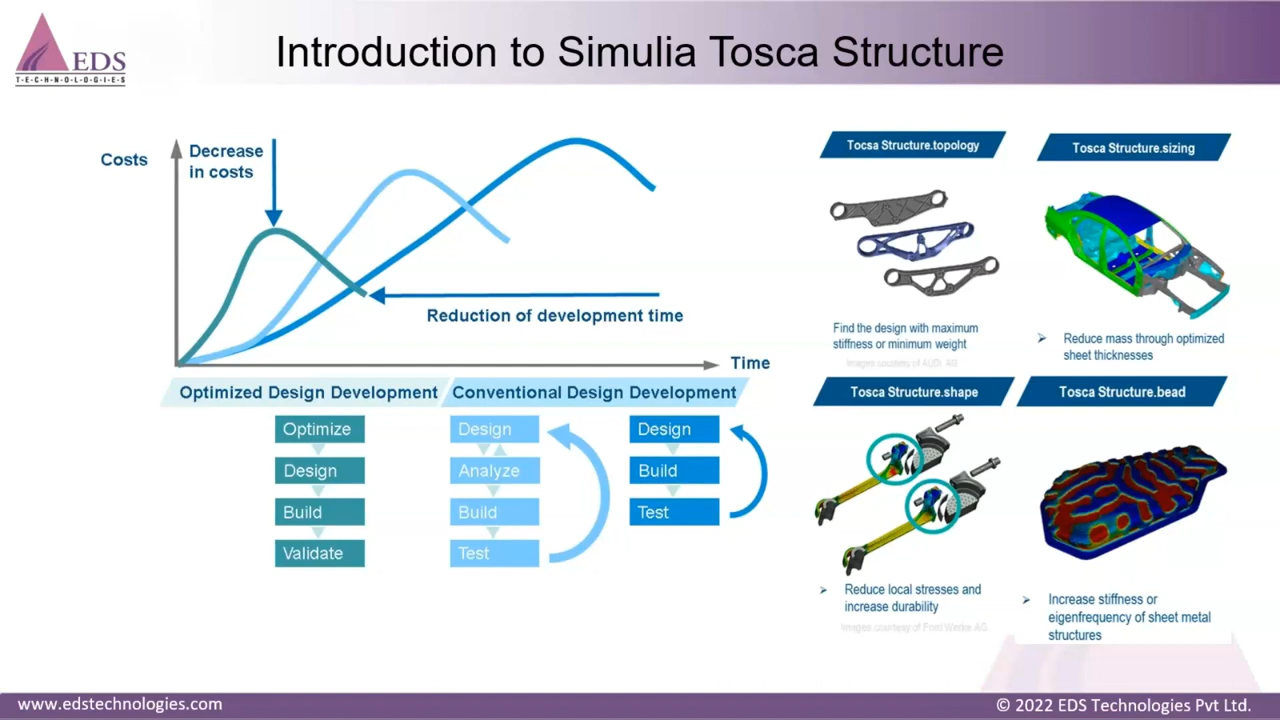 EDS
T·E·C·H·N·O·L·O·G·I·E·S
Introduction to Simulia Tosca Structure
Costs
Decrease
in costs
Reduction of development time
Time
Optimized Design Development
Conventional Design Development
Optimize
Design
Build
Validate
Design
Analyze
Build
Test
Design
Build
Test
Tocsa Structure.topology
Find the design with maximum
stiffness or minimum weight
Images courtesy of AUDI AG
Tosca Structure.sizing
Reduce mass through optimized
sheet thicknesses
Tosca Structure.shape
Reduce local stresses and
increase durability
Images courtesy of Ford Werke AG
Tosca Structure.bead
Increase stiffness or
eigenfrequency of sheet metal
structures
www.edstechnologies.com
© 2022 EDS Technologies Pvt Ltd.